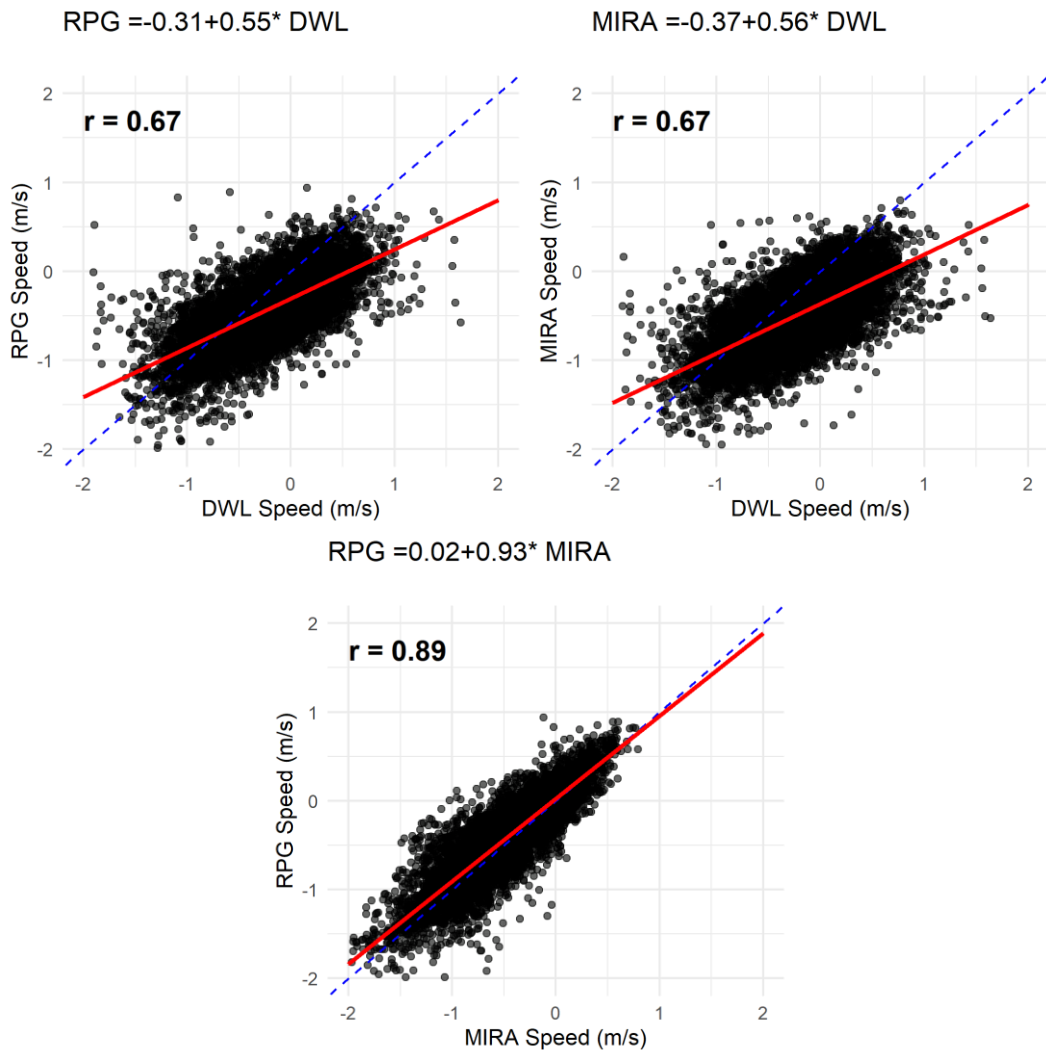 RPG =-0.31+0.55* DWL
r = 0.67
RPG Speed (m/s)
2
1
0
-1
-2
-2 -1 0 1 2
DWL Speed (m/s)
MIRA =-0.37+0.56* DWL
r = 0.67
MIRA Speed (m/s)
2
1
0
-1
-2
-2 -1 0 1 2
DWL Speed (m/s)
RPG =0.02+0.93* MIRA
r = 0.89
RPG Speed (m/s)
2
1
0
-1
-2
-2 -1 0 1 2
MIRA Speed (m/s)